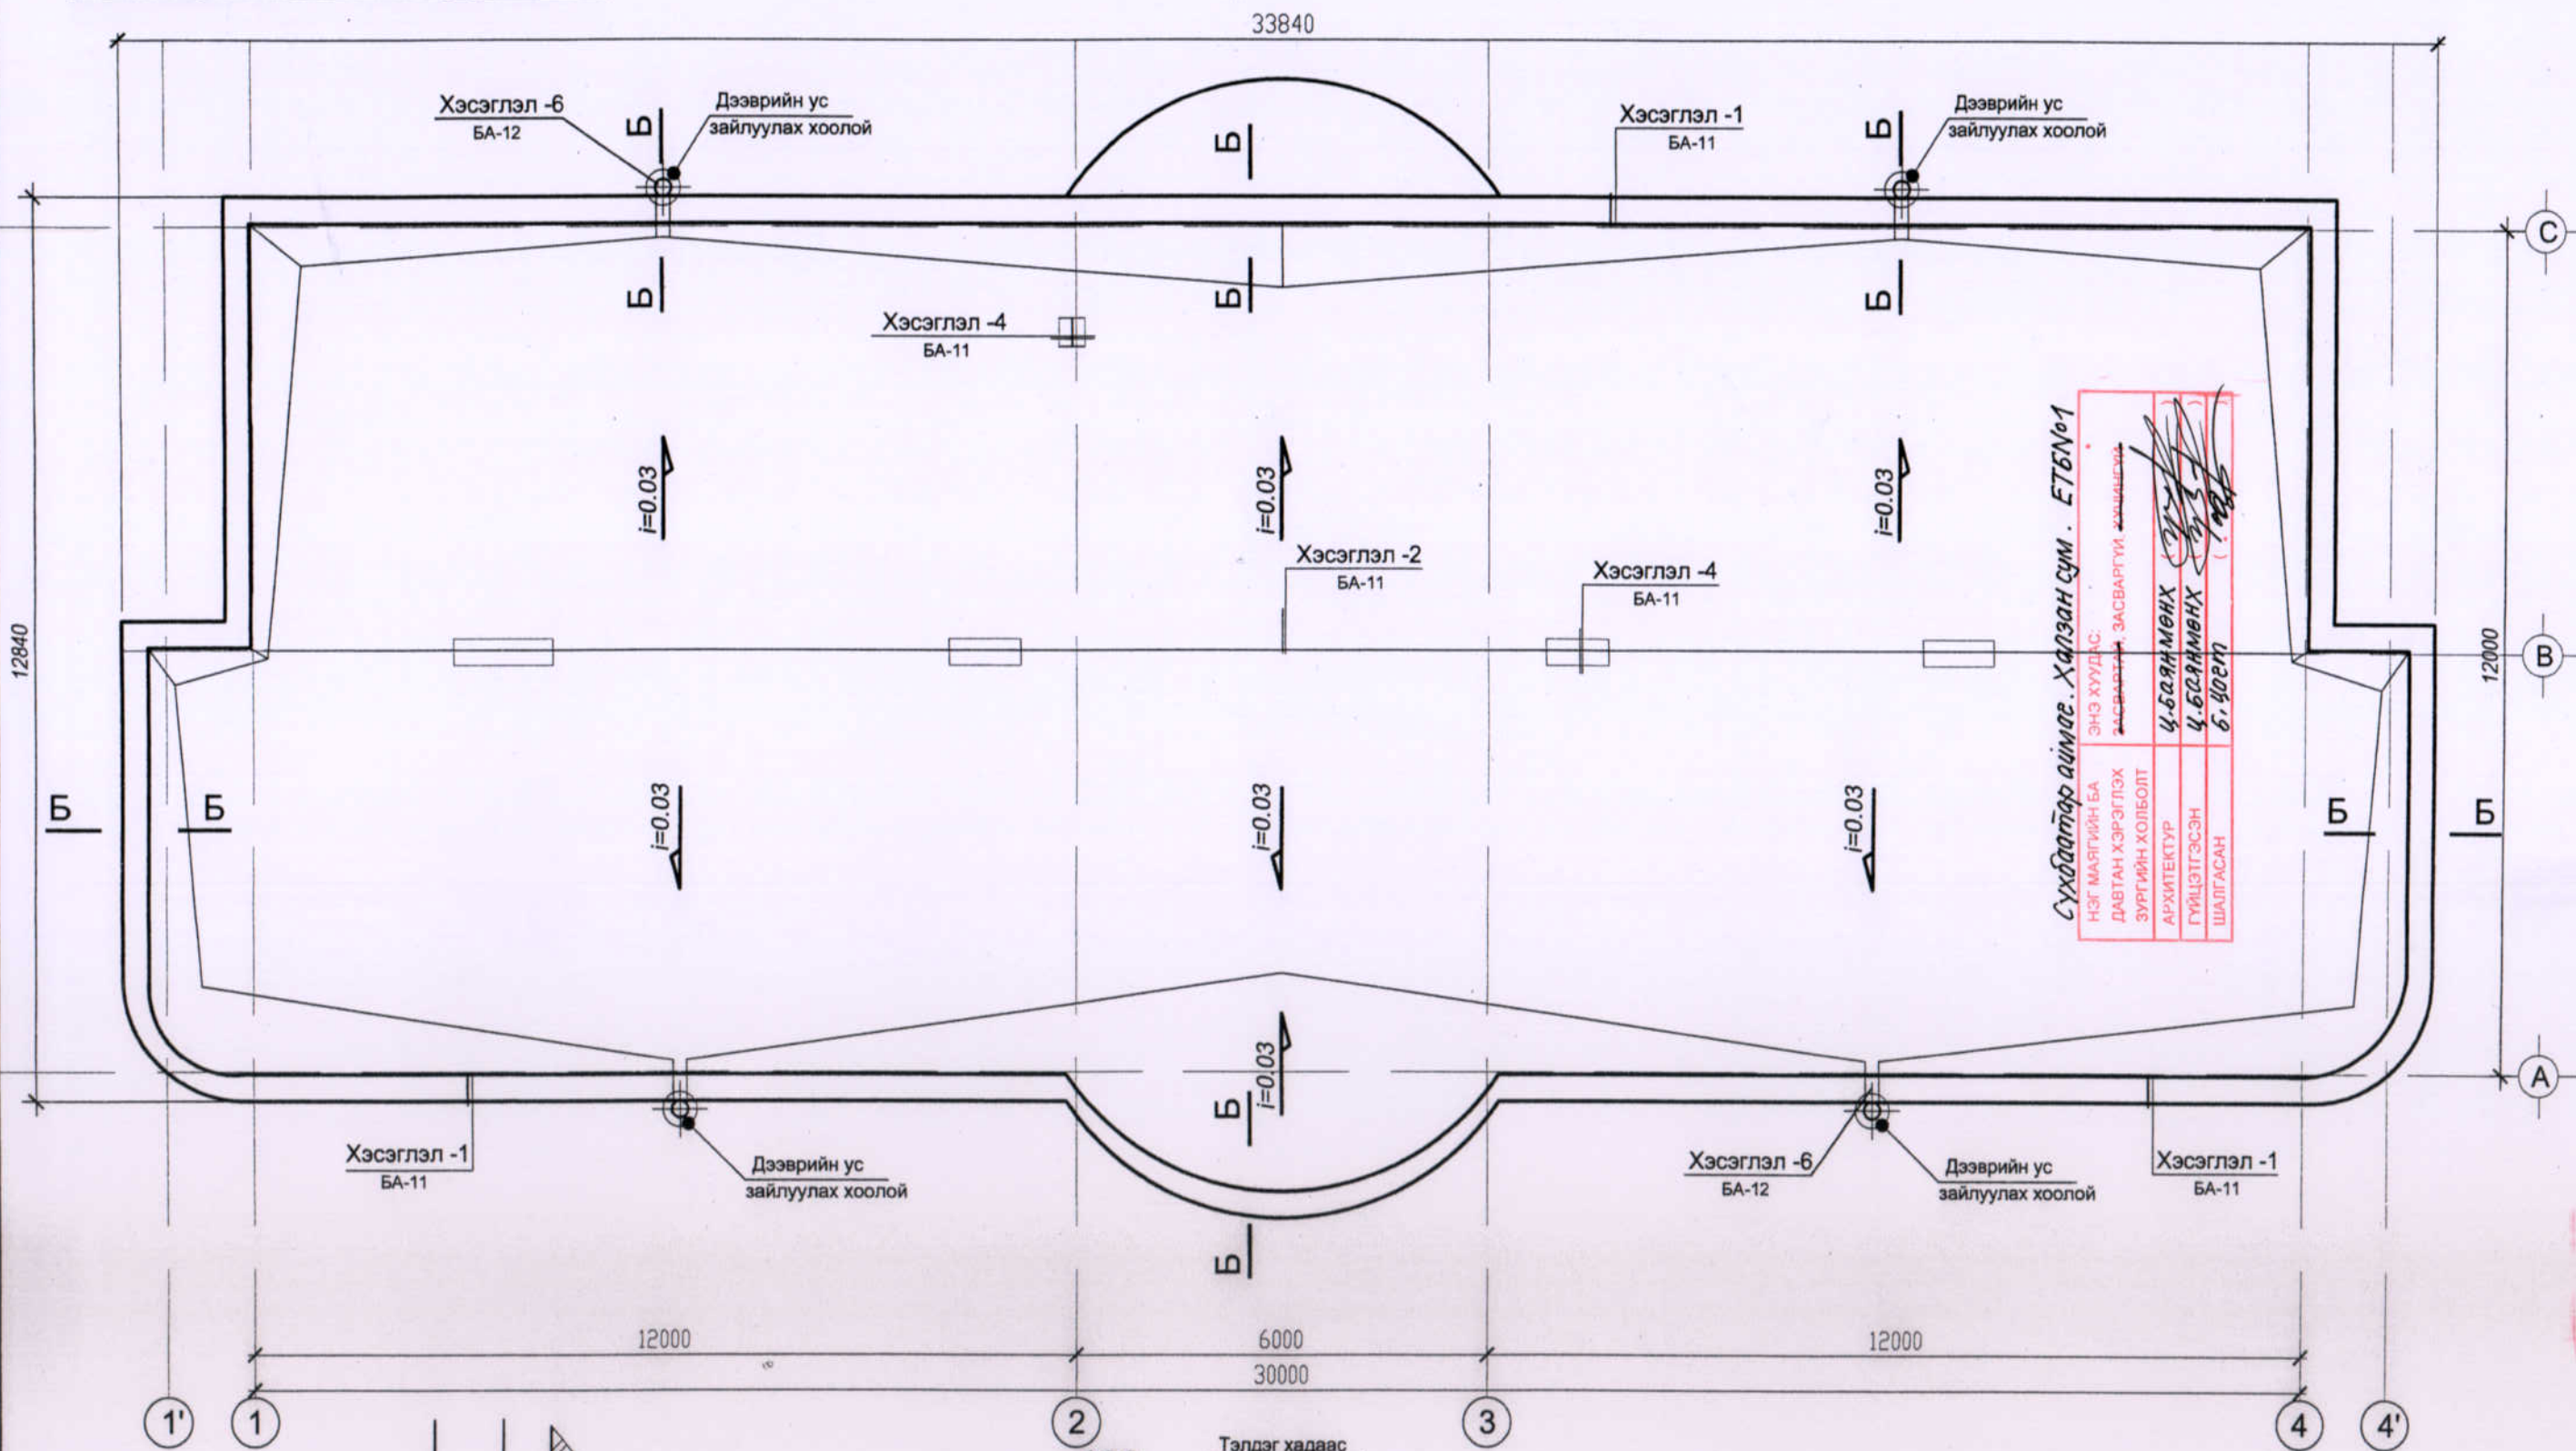 33840
Хэсэглэл -6
БА-12
Дээврийн ус
зайлуулах хоолой
Б
Б
Хэсэглэл -1
БА-11
Б
Дээврийн ус
зайлуулах хоолой
С
Б
Б
Б
Хэсэглэл -4
БА-11
i=0.03
i=0.03
i=0.03
Хэсэглэл -2
БА-11
Хэсэглэл -4
БА-11
12840
12000
В
Сүхбаатар аймаг. Халзан сум. ЕТБ№1
НЭГ МАЯГИЙН БА
ДАВТАН ХЭРЭГЛЭХ
ЗУРГИЙН ХОЛБОЛТ
ЭНЭ ХУУДАС:
ЗАСВАРТАЙ, ЗАСВАРГҮЙ, ХҮЧИНГҮЙ
АРХИТЕКТУР Ц.Баянмөнх
ГҮЙЦЭТГЭСЭН Ц.Баянмөнх
ШАЛГАСАН
Б
Б
i=0.03
i=0.03
i=0.03
Б
Б
i=0.03
Б
А
Хэсэглэл -1
БА-11
Дээврийн ус
зайлуулах хоолой
Хэсэглэл -6
БА-12
Дээврийн ус
зайлуулах хоолой
Хэсэглэл -1
БА-11
Б
12000
6000
12000
30000
1'
1
2
3
4
4'
Тэлдэг хадаас